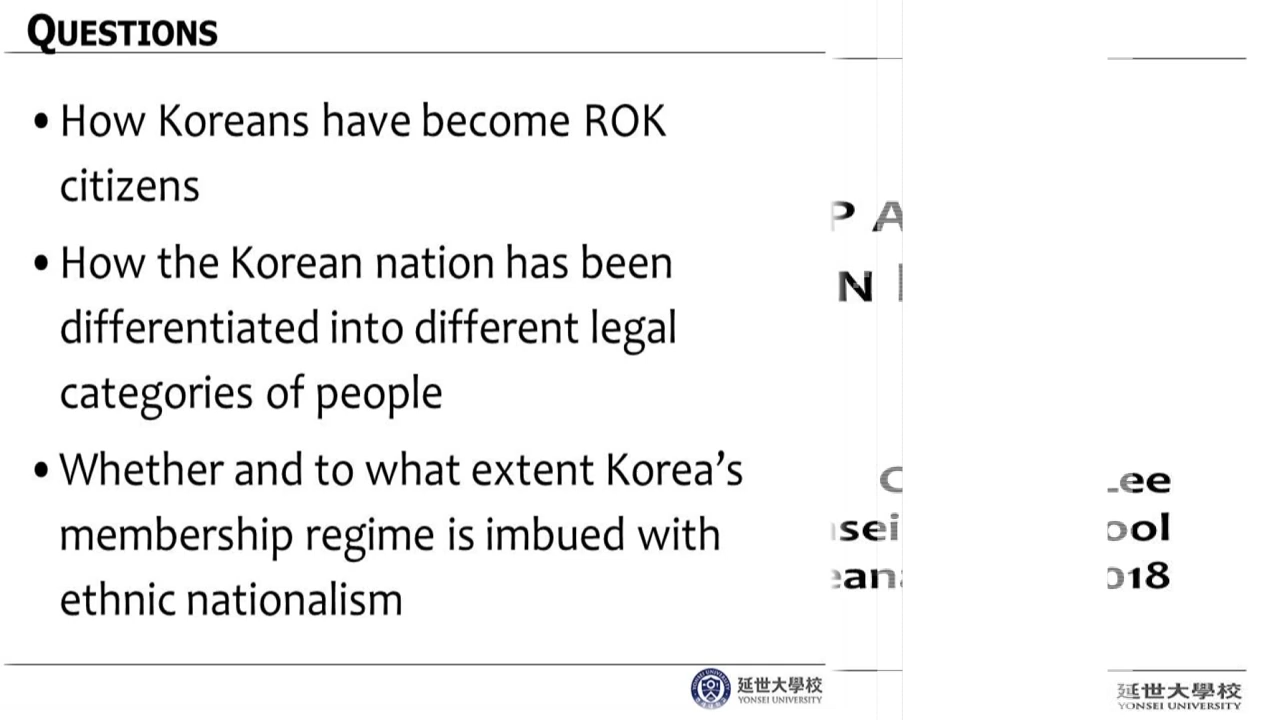 QUESTIONS
• How Koreans have become ROK
citizens
• How the Korean nation has been
differentiated into different legal
categories of people
• Whether and to what extent Korea's
membership regime is imbued with
ethnic nationalism
延世大學校
YONSEI UNIVERSITY
Lee
2018
延世大學校
YONSEI UNIVERSITY